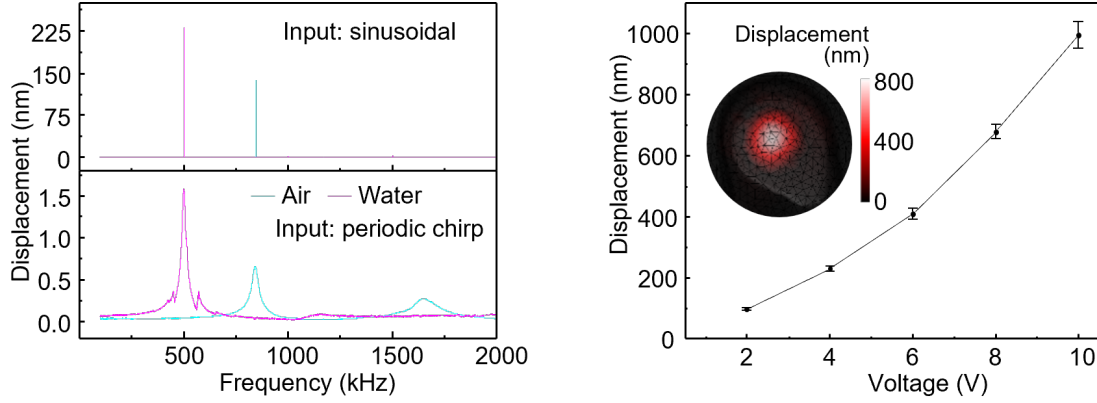 Input: sinusoidal
225
150
75
0
Displacement (nm)
Air
Water
Input: periodic chirp
1.5
1.0
0.5
0.0
500
1000
1500
2000
Frequency (kHz)
Displacement
(nm)
800
400
0
1000
800
600
400
200
0
Displacement (nm)
2
4
6
8
10
Voltage (V)